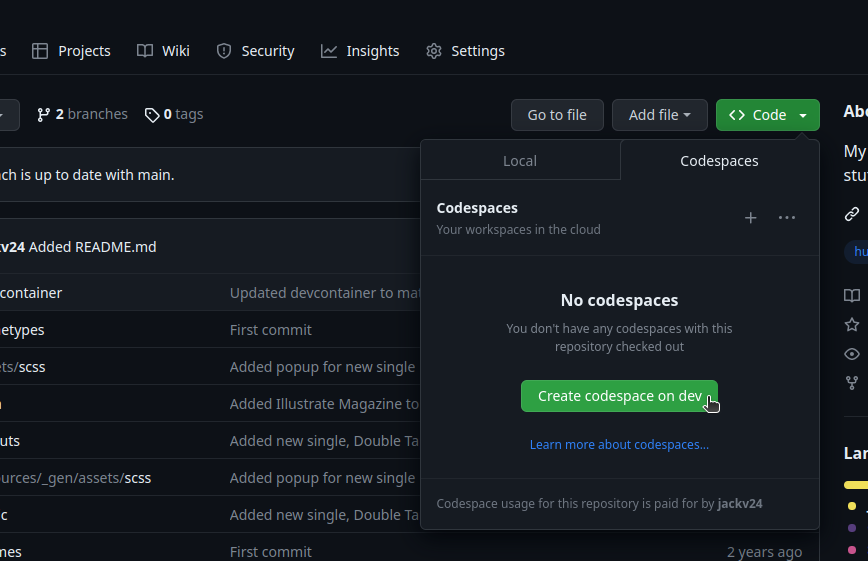 s Projects Wiki Security Insights Settings
2 branches 0 tags Go to file Add file Code
Abo
Local Codespaces
My
ch is up to date with main.
stu
Codespaces
Your workspaces in the cloud
v24 Added README.md
hu
container Updated devcontainer to ma
No codespaces
etypes First commit
You don't have any codespaces with this
repository checked out
ets/scss Added popup for new single
Added Illustrate Magazine to
Create codespace on dev
uts Added new single, Double Ta
Learn more about codespaces...
Lan
ources/_gen/assets/scss Added popup for new single
Codespace usage for this repository is paid for by jackv24
c Added new single, Double Ta
mes First commit 2 years ago